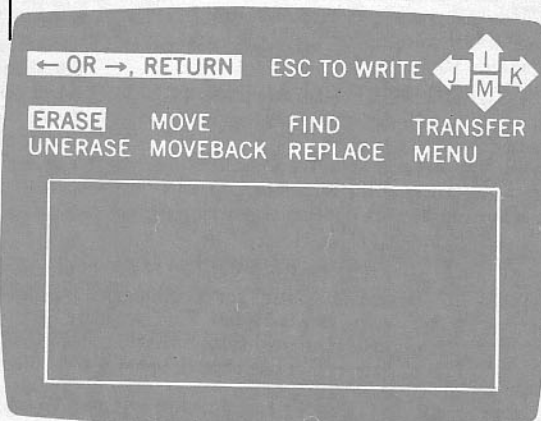 ← OR →, RETURN ESC TO WRITE I
J K
M
ERASE MOVE FIND TRANSFER
UNERASE MOVEBACK REPLACE MENU